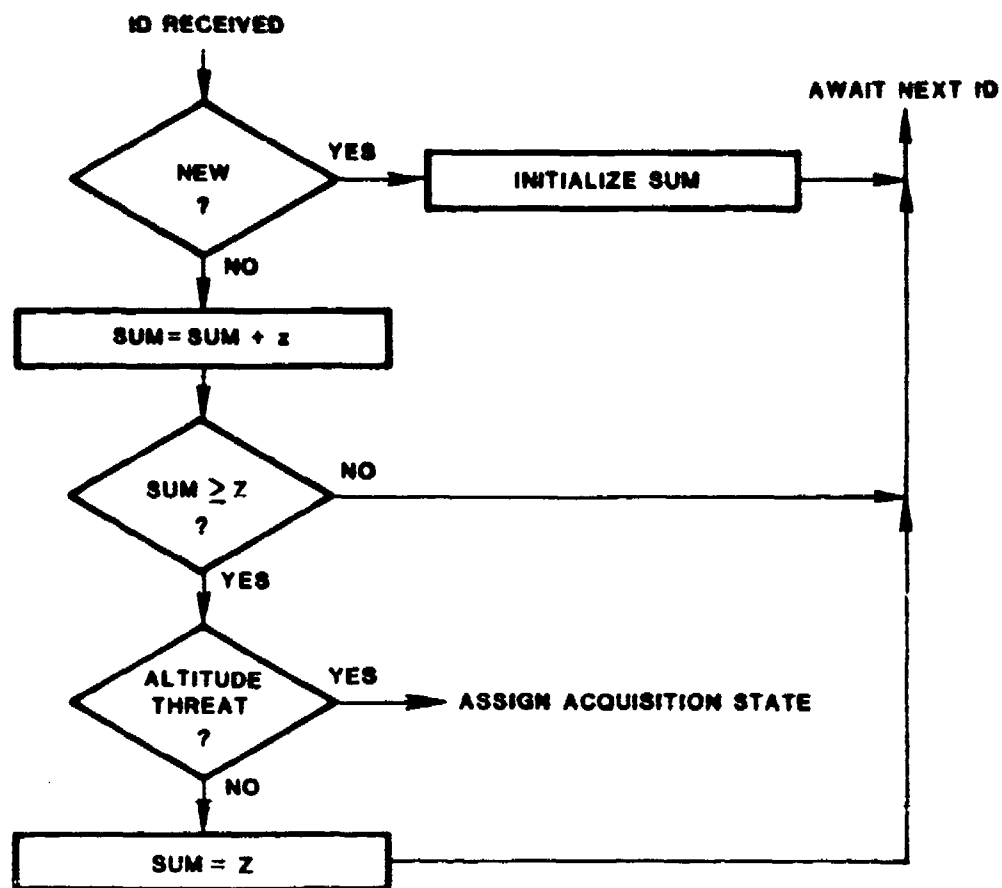 ID RECEIVED
AWAIT NEXT ID
NEW
?
YES
INITIALIZE SUM
NO
SUM = SUM + z
SUM ≥ Z
?
NO
YES
ALTITUDE
THREAT
?
YES
ASSIGN ACQUISITION STATE
NO
SUM = Z